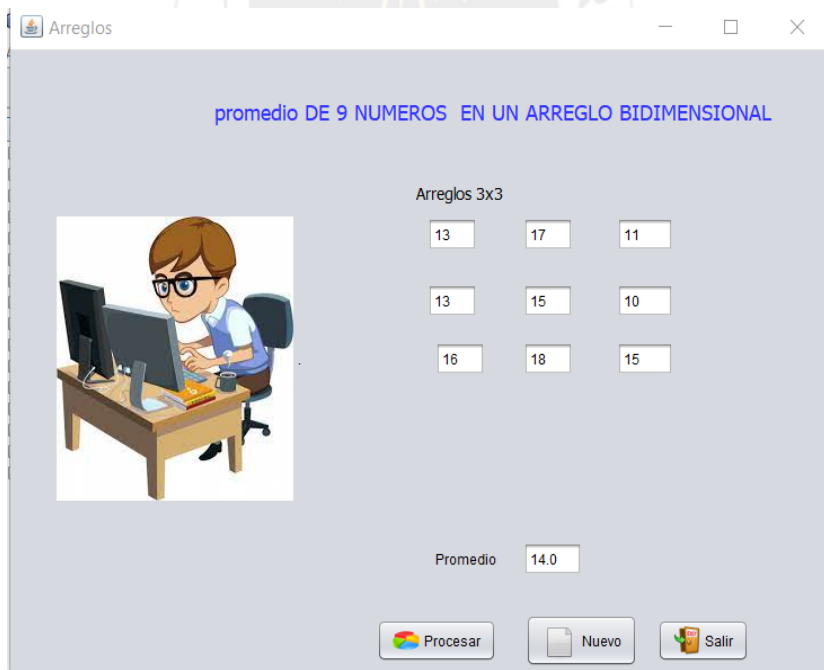 Arreglos
promedio DE 9 NUMEROS EN UN ARREGLO BIDIMENSIONAL
Arreglos 3x3
13 17 11
13 15 10
16 18 15
.
Promedio 14.0
Procesar Nuevo Salir